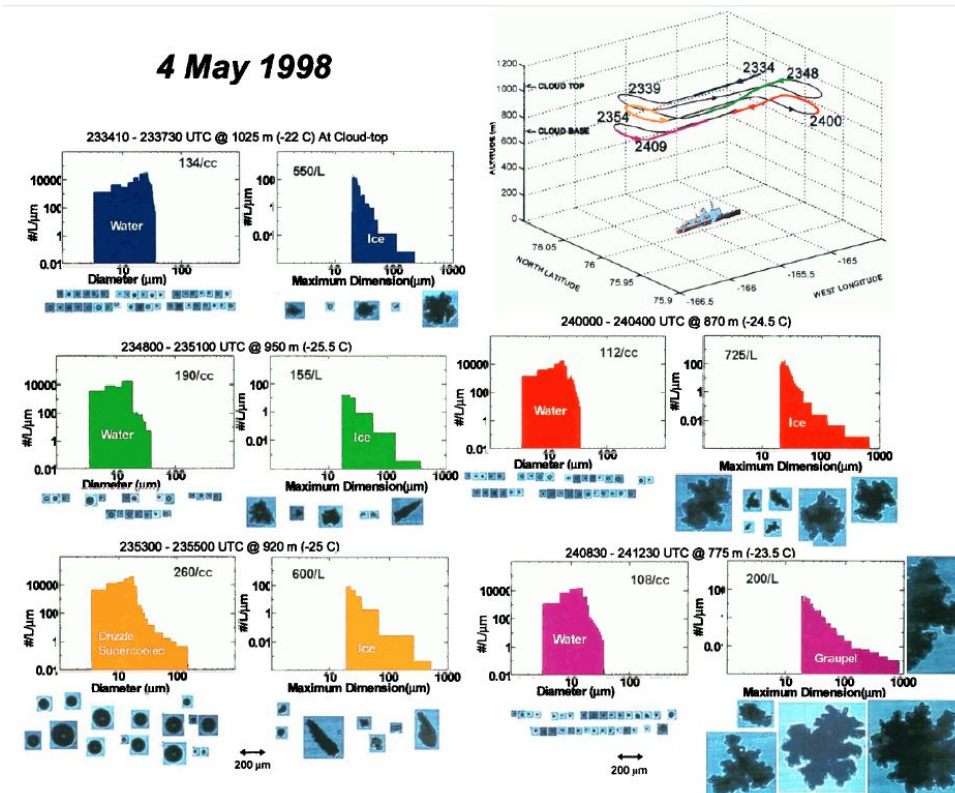 4 May 1998
1200
1000
800
600
400
200
0
ALTITUDE (m)
CLOUD TOP
CLOUD BASE
2334
2339
2348
2354
2400
2409
76.05
76
75.95
75.9
NORTH LATITUDE
-166.5
-166
-165.5
-165
WEST LONGITUDE
233410 - 233730 UTC @ 1025 m (-22 C) At Cloud-top
134/cc
10000
100
1
0.01
#/L/µm
Water
10
100
Diameter (µm)
550/L
10000
100
1
0.01
#/L/µm
Ice
10
100
1000
Maximum Dimension(µm)
234800 - 235100 UTC @ 950 m (-25.5 C)
190/cc
10000
100
1
0.01
#/L/µm
Water
10
100
Diameter (µm)
155/L
10000
100
1
0.01
#/L/µm
Ice
10
100
1000
Maximum Dimension(µm)
240000 - 240400 UTC @ 870 m (-24.5 C)
112/cc
10000
100
1
0.01
#/L/µm
Water
10
100
Diameter (µm)
725/L
10000
100
1
0.01
#/L/µm
Ice
10
100
1000
Maximum Dimension(µm)
235300 - 235500 UTC @ 920 m (-25 C)
260/cc
10000
100
1
0.01
#/L/µm
Drizzle
Supercooled
10
100
Diameter (µm)
600/L
10000
100
1
0.01
#/L/µm
Ice
10
100
1000
Maximum Dimension(µm)
200 µm
240830 - 241230 UTC @ 775 m (-23.5 C)
108/cc
10000
100
1
0.01
#/L/µm
Water
10
100
Diameter (µm)
200/L
10000
100
1
0.01
#/L/µm
Graupel
10
100
1000
Maximum Dimension(µm)
200 µm